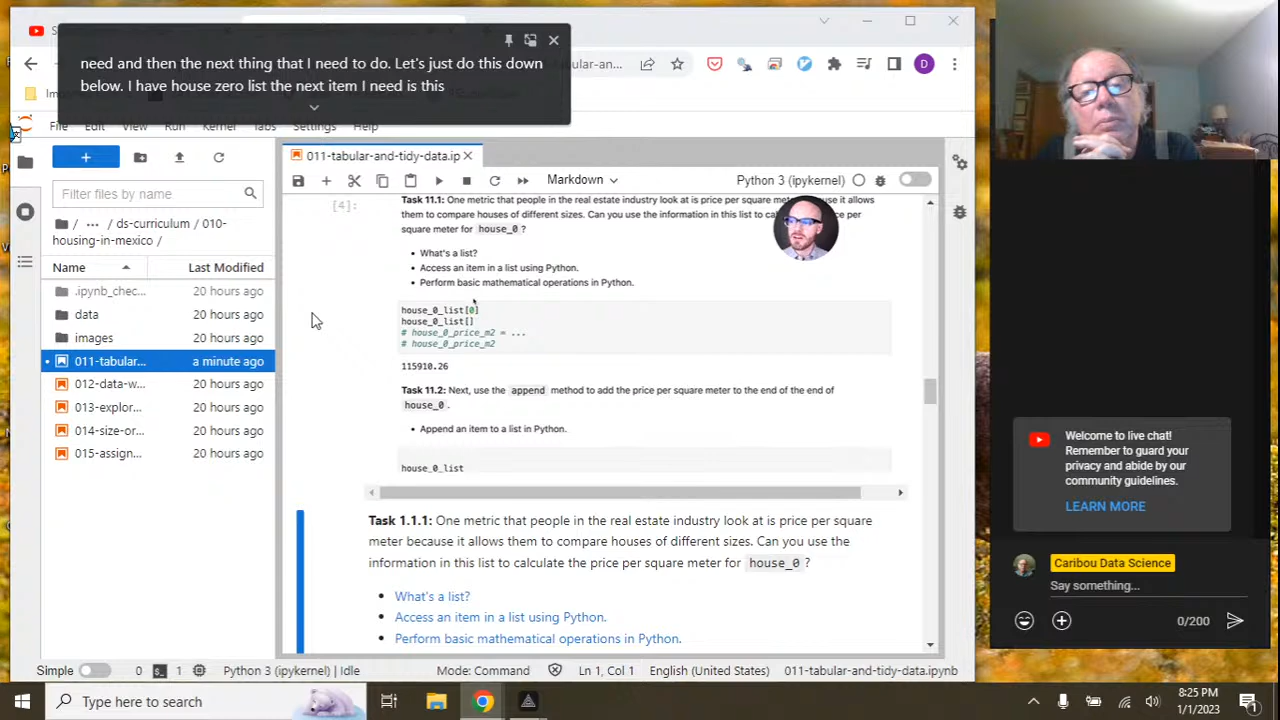 need and then the next thing that I need to do. Let's just do this down
below. I have house zero list the next item I need is this
an...
D
File Edit View Run Kernel Tabs Settings Help
011-tabular-and-tidy-data.ip
Markdown
Python 3 (ipykernel)
Filter files by name
/ ... / ds-curriculum / 010-
housing-in-mexico /
Name Last Modified
.ipynb_chec... 20 hours ago
data 20 hours ago
images 20 hours ago
011-tabular... a minute ago
012-data-w... 20 hours ago
013-explor... 20 hours ago
014-size-or... 20 hours ago
015-assign... 20 hours ago
[4]:
Task 11.1: One metric that people in the real estate industry look at is price per square it allows
them to compare houses of different sizes. Can you use the information in this list to per
square meter for house_0 ?
What's a list?
Access an item in a list using Python.
Perform basic mathematical operations in Python.
house_0_list[0]
house_0_list[]
# house_0_price_m2 = ...
# house_0_price_m2
115910.26
Task 11.2: Next, use the append method to add the price per square meter to the end of the end of
house_0 .
Append an item to a list in Python.
house_0_list
Task 1.1.1: One metric that people in the real estate industry look at is price per square
meter because it allows them to compare houses of different sizes. Can you use the
information in this list to calculate the price per square meter for house_0 ?
What's a list?
Access an item in a list using Python.
Perform basic mathematical operations in Python.
Simple 0 $_ 1 Python 3 (ipykernel) | Idle Mode: Command Ln 1, Col 1 English (United States) 011-tabular-and-tidy-data.ipynb
Welcome to live chat!
Remember to guard your
privacy and abide by our
community guidelines.
LEARN MORE
Caribou Data Science
Say something...
0/200
Type here to search
8:25 PM
1/1/2023
1